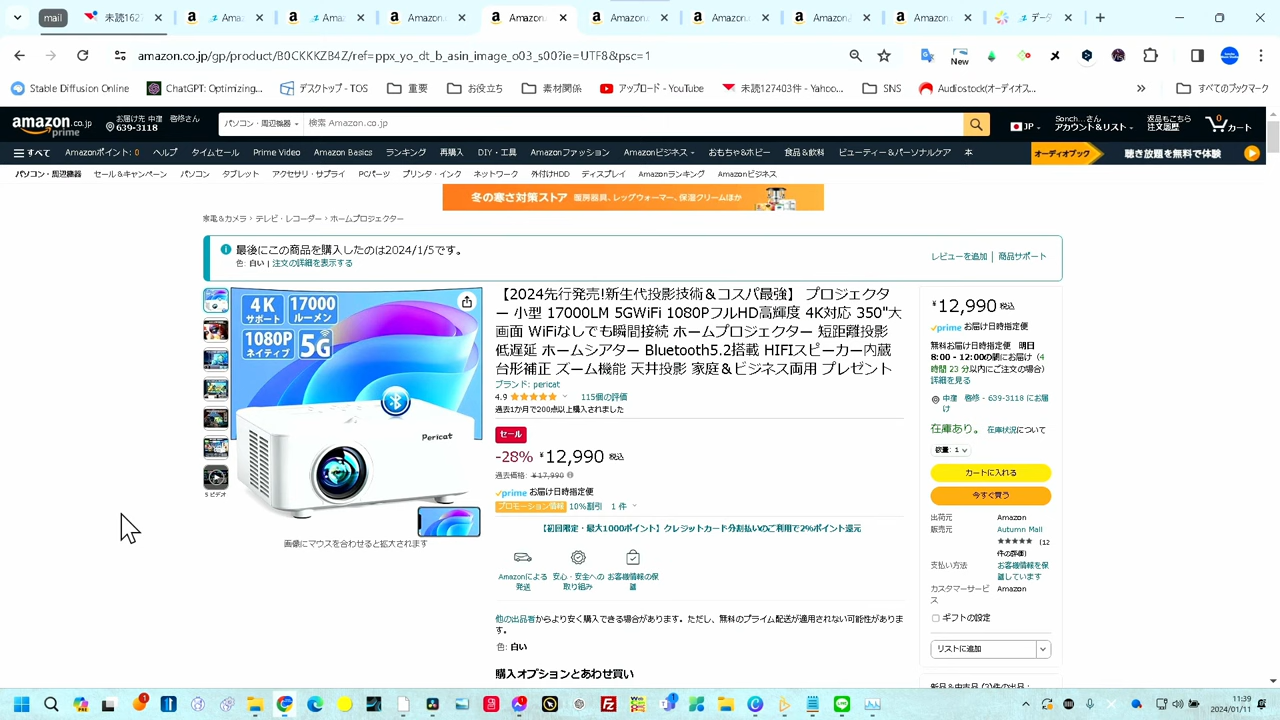 mail
未読162
Amaz
Amaz
Amazon.
Amazon.
Amazon.
Amazon.
Amazon.
Amazon.
Amazon.
データ
amazon.co.jp/gp/product/B0CKKKZB4Z/ref=ppx_yo_dt_b_asin_image_o03_s00?ie=UTF8&psc=1
New
Stable Diffusion Online
ChatGPT: Optimizing...
デスクトップ - TOS
重要
お役立ち
素材関係
アップロード - YouTube
未読127403件 - Yahoo...
SNS
Audiostock(オーディオス...
»
すべてのブックマーク
amazon.co.jp
prime
お届け先 中窪 啓修さん
639-3118
パソコン・周辺機器
検索 Amazon.co.jp
JP
Sonch...さん
アカウント&リスト
返品もこちら
注文履歴
0
カート
すべて
Amazonポイント: 0
ヘルプ
タイムセール
Prime Video
Amazon Basics
ランキング
再購入
DIY・工具
Amazonファッション
Amazonビジネス
おもちゃ&ホビー
食品&飲料
ビューティー&パーソナルケア
本
オーディオブック
聴き放題を無料で体験
パソコン・周辺機器
セール&キャンペーン
パソコン
タブレット
アクセサリ・サプライ
PCパーツ
プリンタ・インク
ネットワーク
外付HDD
ディスプレイ
Amazonランキング
Amazonビジネス
冬の寒さ対策ストア
暖房器具、レッグウォーマー、保湿クリームほか
家電&カメラ › テレビ・レコーダー › ホームプロジェクター
最後にこの商品を購入したのは2024/1/5です。
色: 白い | 注文の詳細を表示する
レビューを追加 | 商品サポート
4K
サポート
17000
ルーメン
1080P
ネイティブ
5G
Pericat
5 ビデオ
画像にマウスを合わせると拡大されます
【2024先行発売!新生代投影技術&コスパ最強】 プロジェクタ
ー 小型 17000LM 5GWiFi 1080PフルHD高輝度 4K対応 350"大
画面 WiFiなしでも瞬間接続 ホームプロジェクター 短距離投影
低遅延 ホームシアター Bluetooth5.2搭載 HIFIスピーカー内蔵
台形補正 ズーム機能 天井投影 家庭&ビジネス両用 プレゼント
ブランド: pericat
4.9
115個の評価
過去1か月で200点以上購入されました
セール
-28% ¥12,990 税込
過去価格: ¥17,990
prime お届け日時指定便
プロモーション情報 10%割引 1 件
【初回限定・最大1000ポイント】クレジットカード分割払いのご利用で2%ポイント還元
Amazonによる
発送
安心・安全への
取り組み
お客様情報の保
護
他の出品者からより安く購入できる場合があります。ただし、無料のプライム配送が適用されない可能性がありま
す。
色: 白い
購入オプションとあわせ買い
¥12,990 税込
prime お届け日時指定便
無料お届け日時指定便 明日
8:00 - 12:00の間にお届け（4
時間 23 分以内にご注文の場合）
詳細を見る
中窪 啓修 - 639-3118 にお届
け
在庫あり。 在庫状況について
数量: 1
カートに入れる
今すぐ買う
出荷元 Amazon
販売元 Autumn Mall
(12
件の評価)
支払い方法 お客様情報を保
護しています
カスタマーサービ
ス
Amazon
ギフトの設定
リストに追加
新品&中古品 (2)件の出品：
11:39
2024/01/11